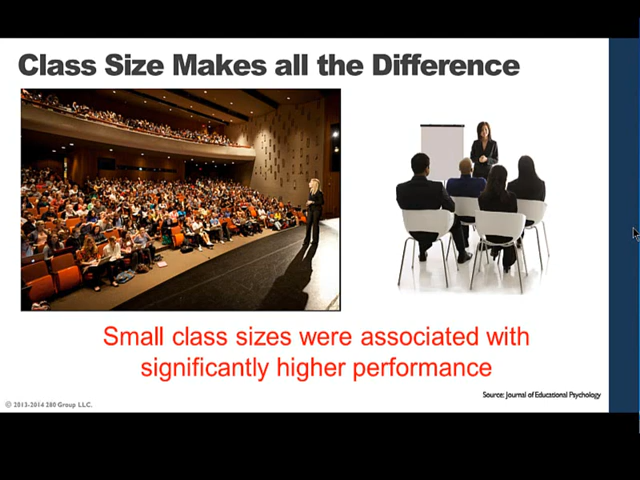 Class Size Makes all the Difference
Small class sizes were associated with
significantly higher performance
Source: Journal of Educational Psychology
© 2013-2014 280 Group LLC.